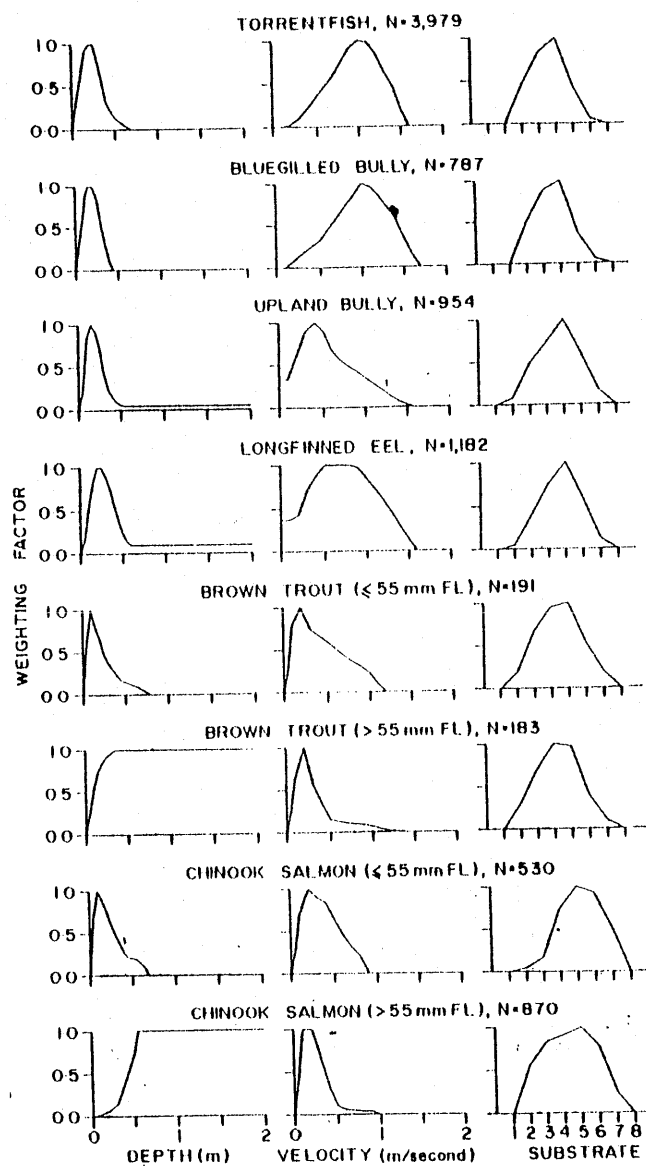 TORRENTFISH, N=3,979
1·0
0·5
0·0
BLUEGILLED BULLY, N=787
1·0
0·5
0·0
UPLAND BULLY, N=954
1·0
0·5
0·0
LONGFINNED EEL, N=1,182
1·0
0·5
0·0
WEIGHTING FACTOR
BROWN TROUT (≤ 55 mm FL), N=191
1·0
0·5
0·0
BROWN TROUT (> 55 mm FL), N=183
1·0
0·5
0·0
CHINOOK SALMON (≤ 55 mm FL), N=530
1·0
0·5
0·0
CHINOOK SALMON (> 55 mm FL), N=870
1·0
0·5
0·0
0 1 2 0 1 2 1 2 3 4 5 6 7 8
DEPTH (m) VELOCITY (m/second) SUBSTRATE